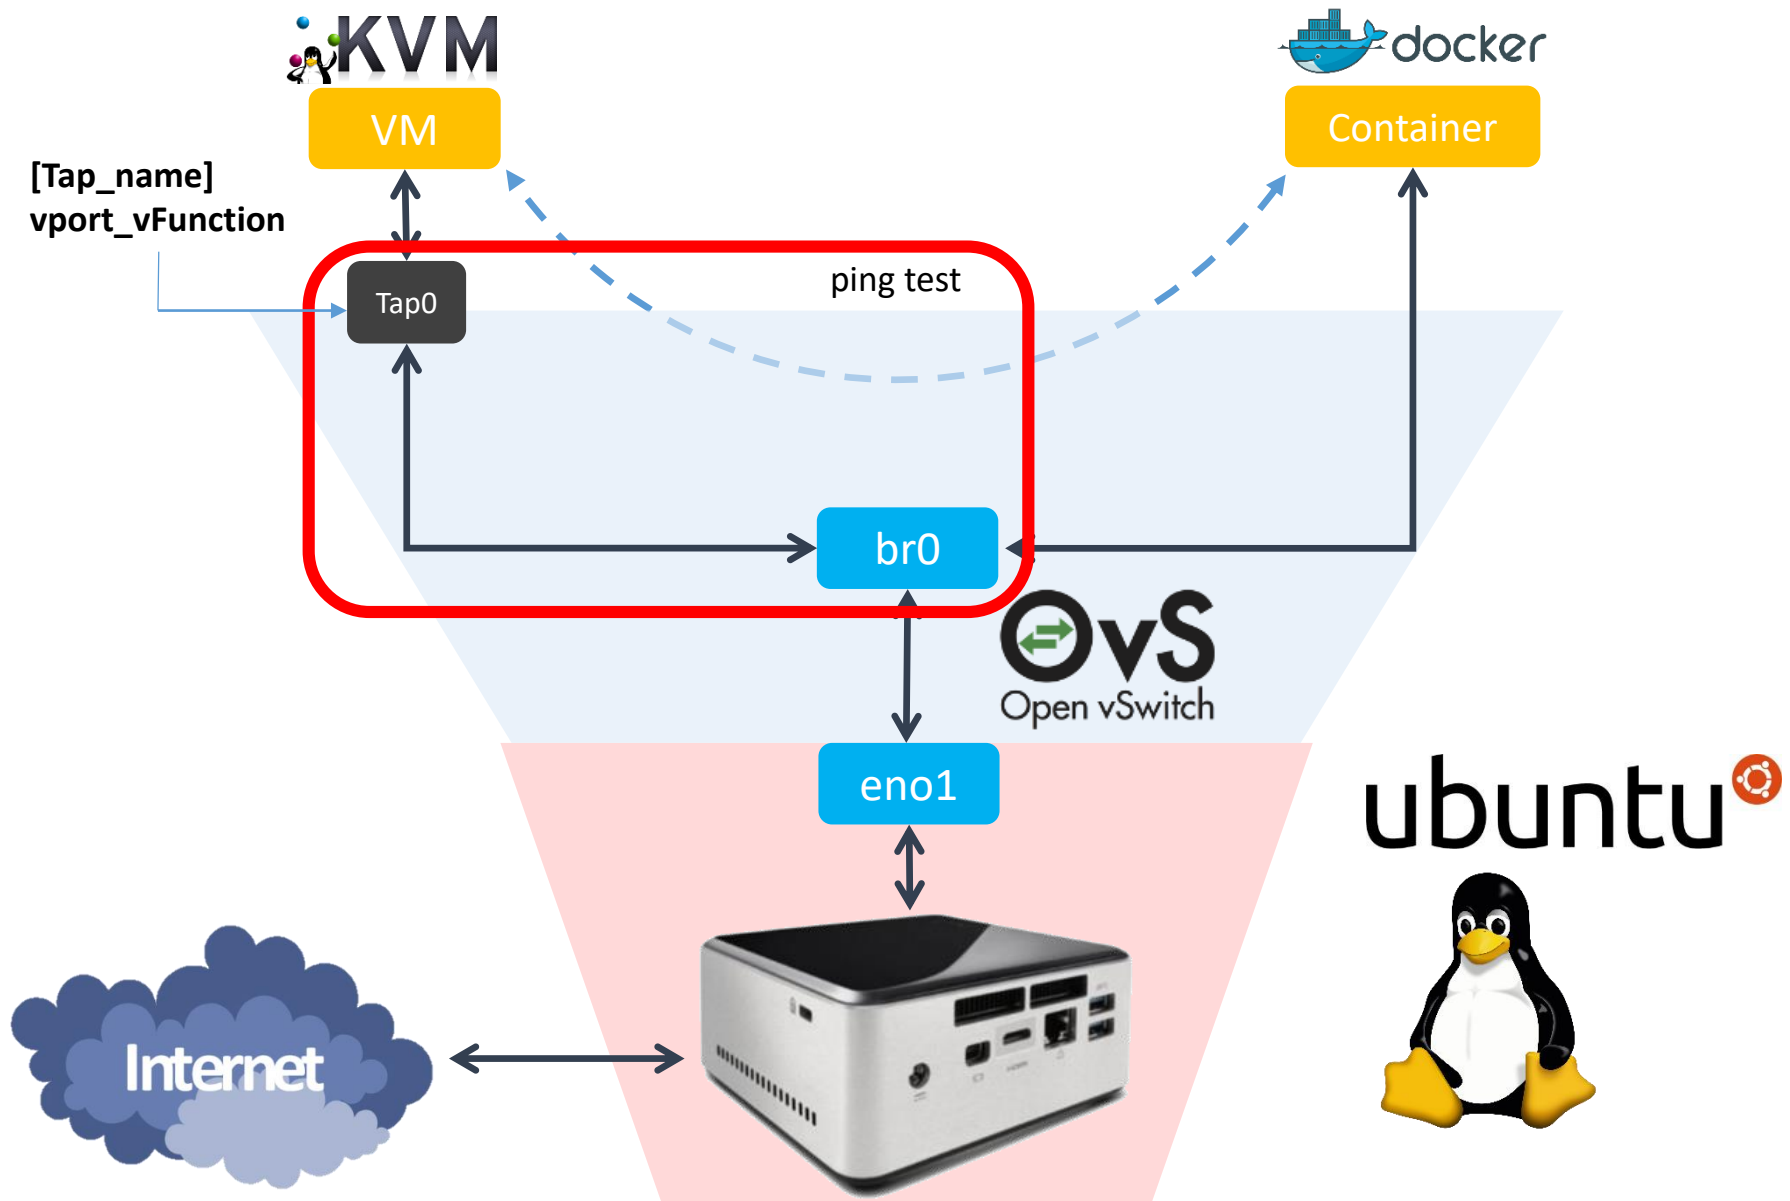 KVM
docker
VM
Container
[Tap_name]
vport_vFunction
ping test
Tap0
br0
OvS
Open vSwitch
eno1
ubuntu
Internet